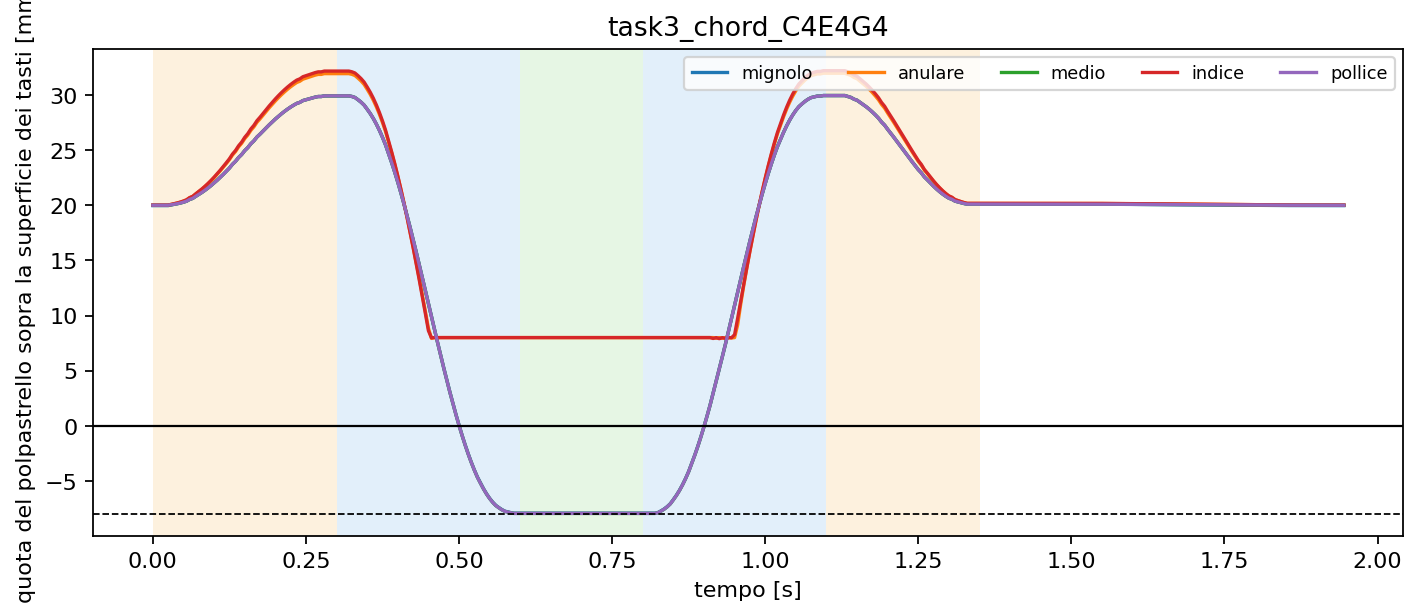 task3_chord_C4E4G4
mignolo anulare medio indice pollice
quota del polpastrello sopra la superficie dei tasti [mm
30
25
20
15
10
5
0
−5
0.00 0.25 0.50 0.75 1.00 1.25 1.50 1.75 2.00
tempo [s]